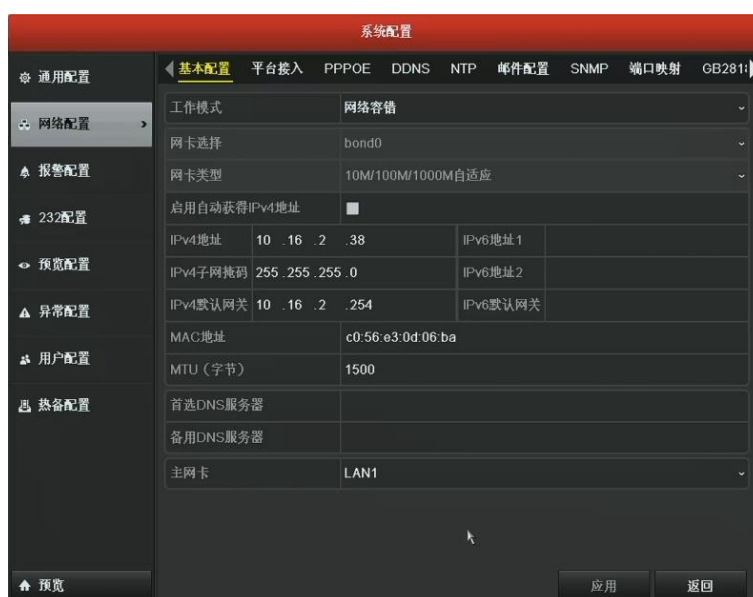 系统配置
通用配置
网络配置
报警配置
232配置
预览配置
异常配置
用户配置
热备配置
预览
基本配置 平台接入 PPPOE DDNS NTP 邮件配置 SNMP 端口映射 GB2818
工作模式 网络容错
网卡选择 bond0
网卡类型 10M/100M/1000M自适应
启用自动获得IPv4地址
IPv4地址 10 .16 .2 .38 IPv6地址1
IPv4子网掩码 255.255.255.0 IPv6地址2
IPv4默认网关 10 .16 .2 .254 IPv6默认网关
MAC地址 c0:56:e3:0d:06:ba
MTU（字节） 1500
首选DNS服务器
备用DNS服务器
主网卡 LAN1
应用 返回